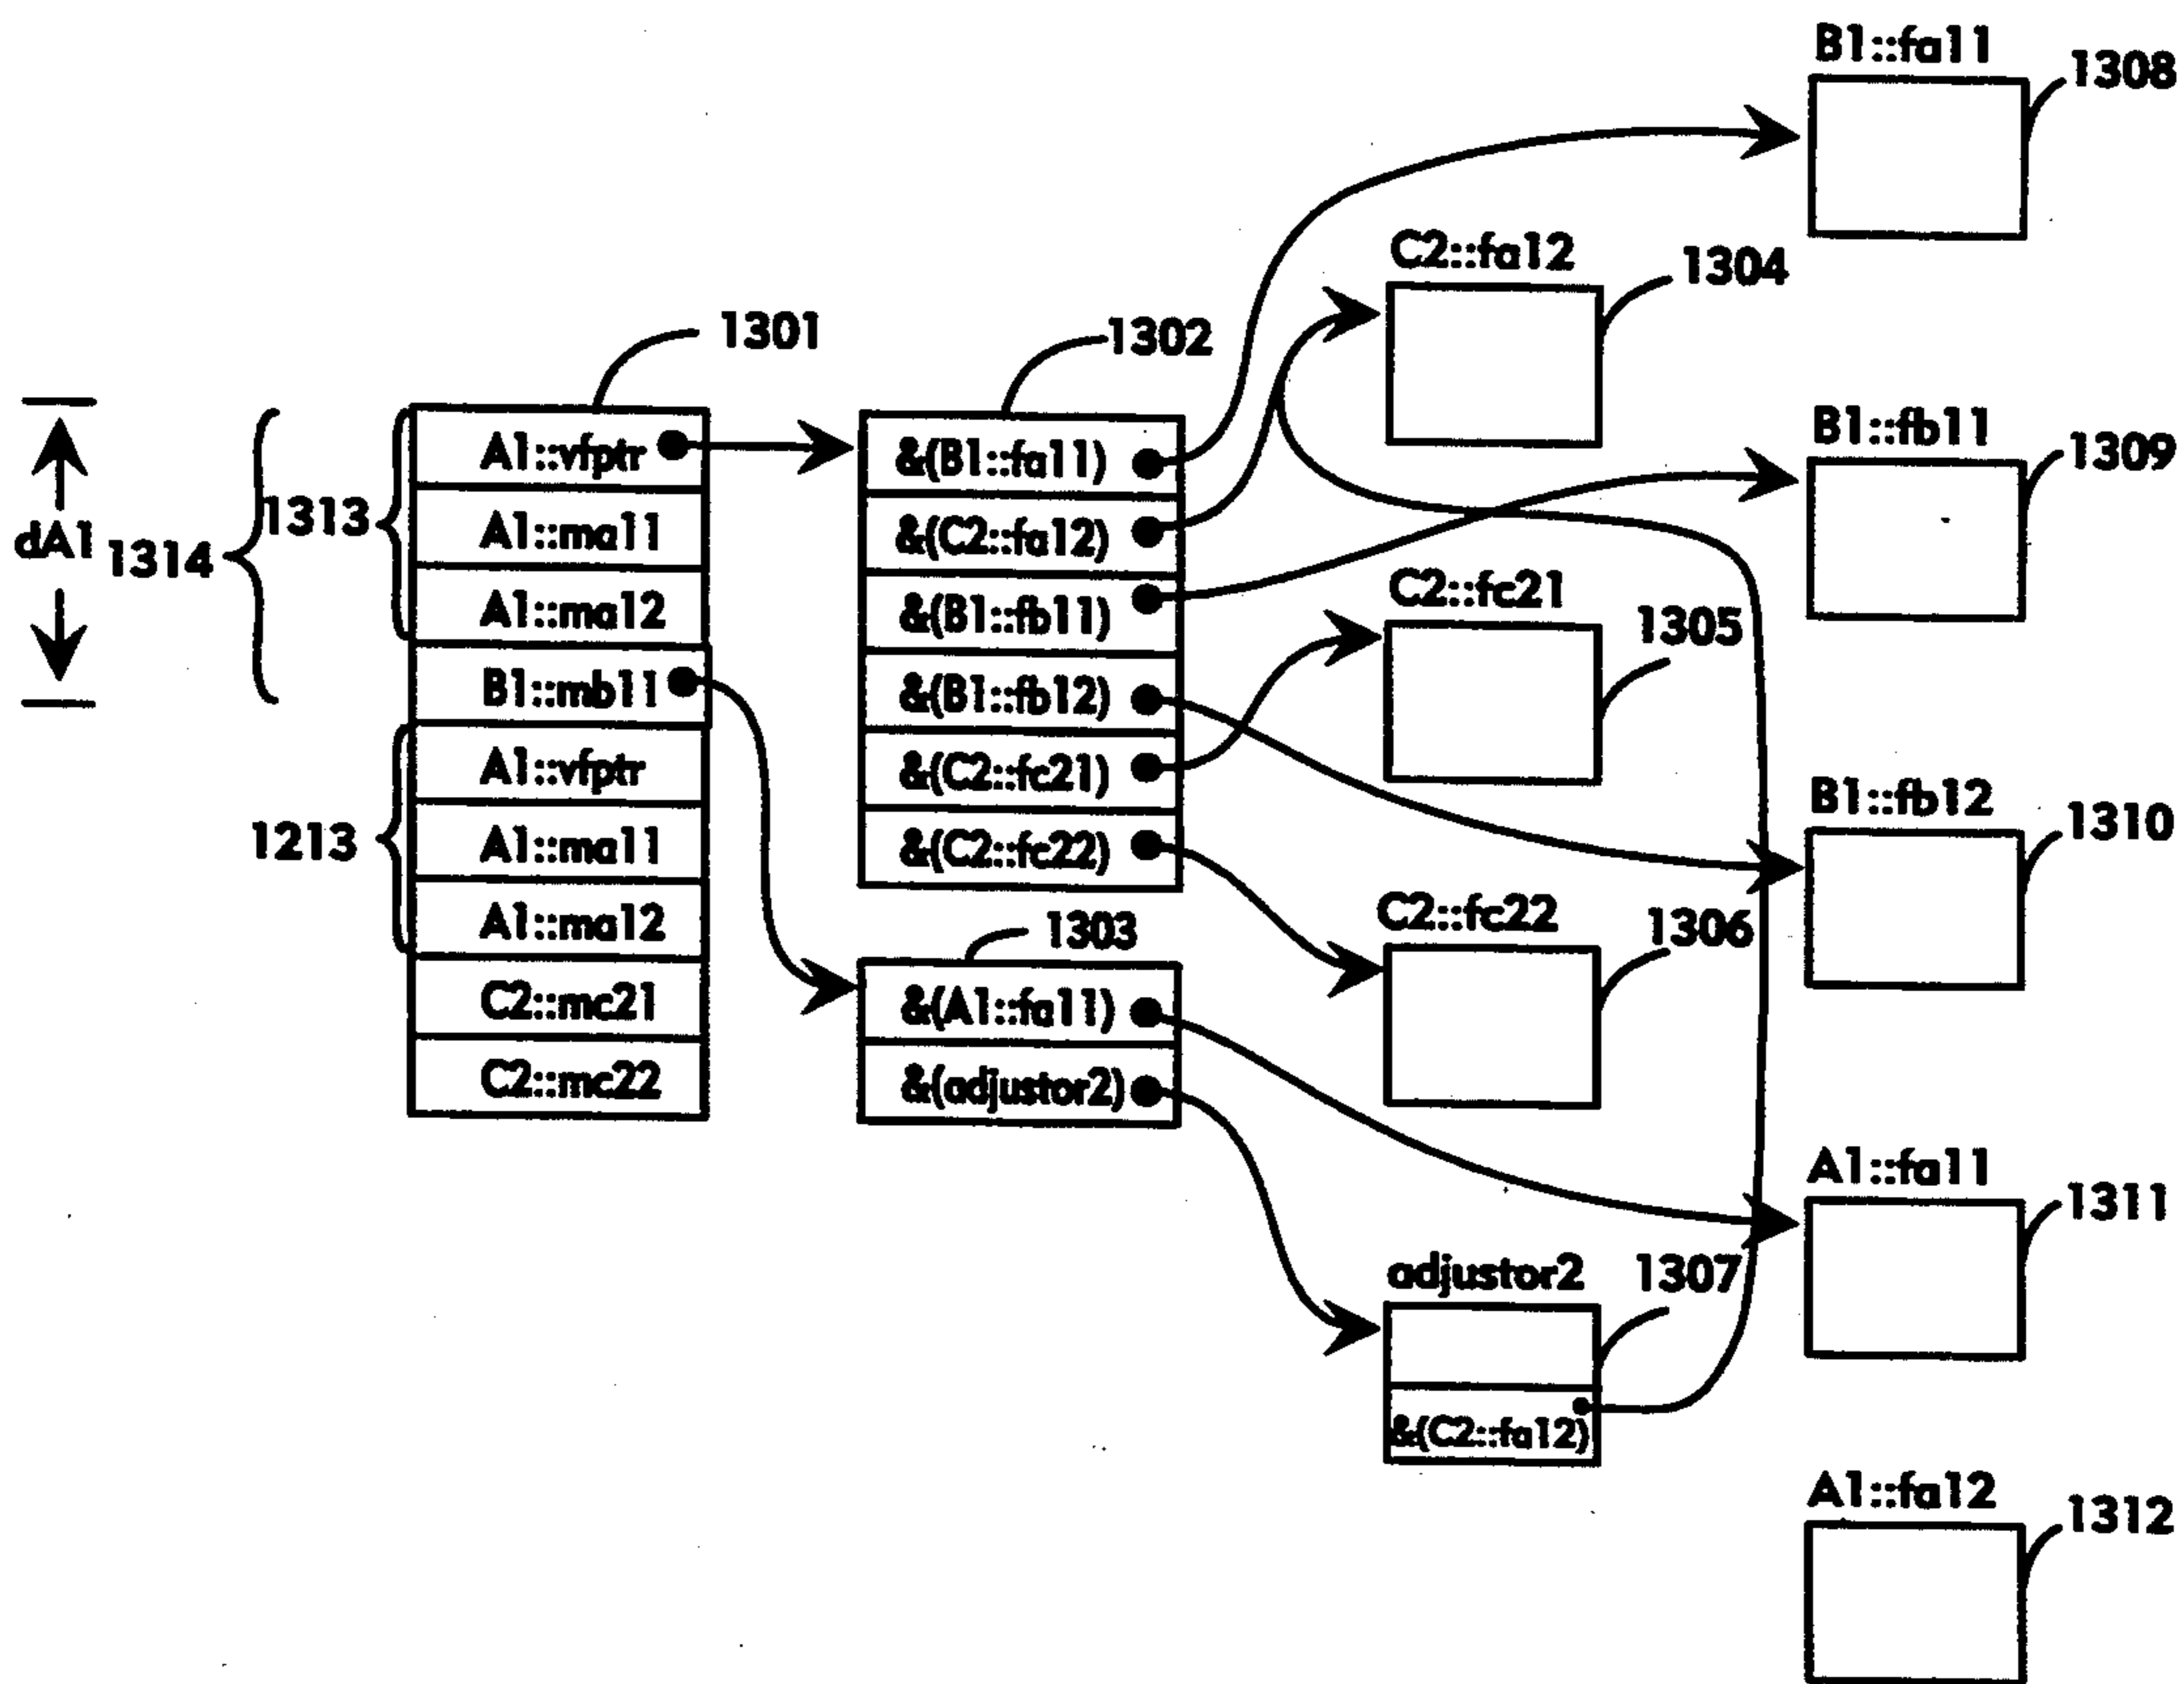 B1::fa11
1308
C2::fa12
1304
1301
1302
B1::fb11
1309
A1::vfptr
A1::ma11
A1::ma12
B1::mb11
A1::vfptr
A1::ma11
A1::ma12
C2::mc21
C2::mc22
1313
dA1
1314
1213
&(B1::fa11)
&(C2::fa12)
&(B1::fb11)
&(B1::fb12)
&(C2::fc21)
&(C2::fc22)
C2::fc21
1305
B1::fb12
1310
C2::fc22
1306
1303
&(A1::fa11)
&(adjustor2)
A1::fa11
1311
adjustor2
1307
&(C2::fa12)
A1::fa12
1312